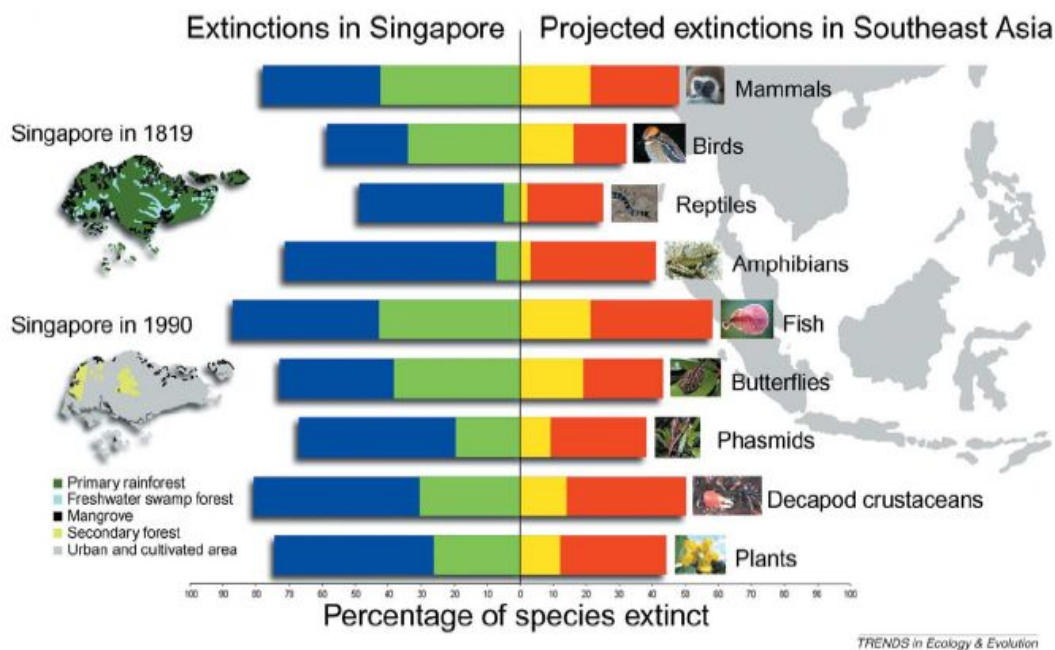 Extinctions in Singapore
Projected extinctions in Southeast Asia
Mammals
Singapore in 1819
Birds
Reptiles
Amphibians
Singapore in 1990
Fish
Butterflies
Phasmids
Primary rainforest
Freshwater swamp forest
Mangrove
Secondary forest
Urban and cultivated area
Decapod crustaceans
Plants
100 90 80 70 60 50 40 30 20 10 0 10 20 30 40 50 60 70 80 90 100
Percentage of species extinct
TRENDS in Ecology & Evolution